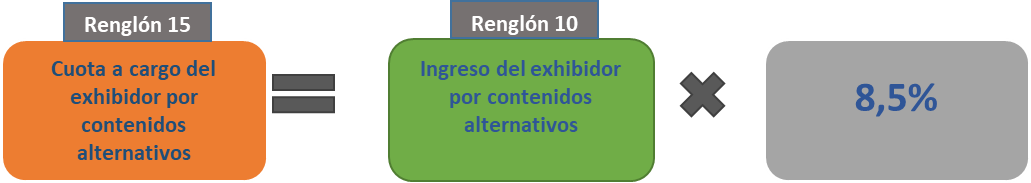 Renglón 15
Cuota a cargo del
exhibidor por
contenidos
alternativos
=
Renglón 10
Ingreso del exhibidor
por contenidos
alternativos
✖
8,5%